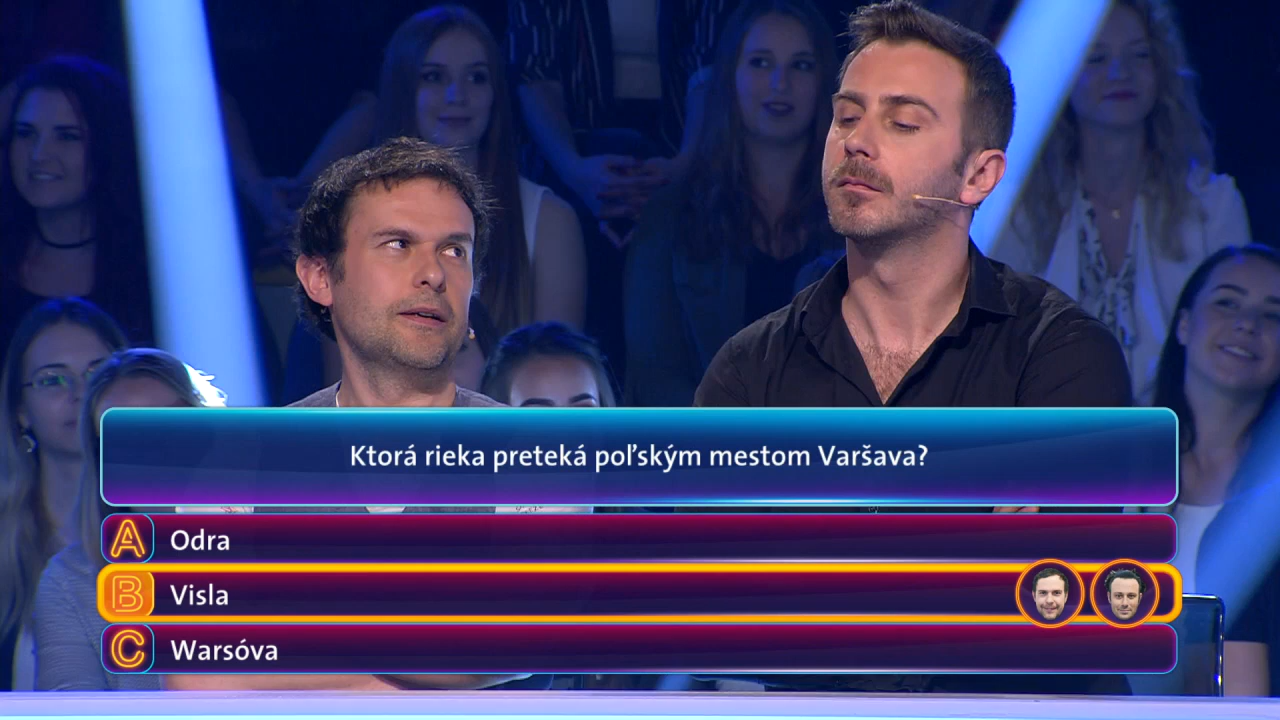 Ktorá rieka preteká poľským mestom Varšava?
A Odra
B Visla
C Warsóva